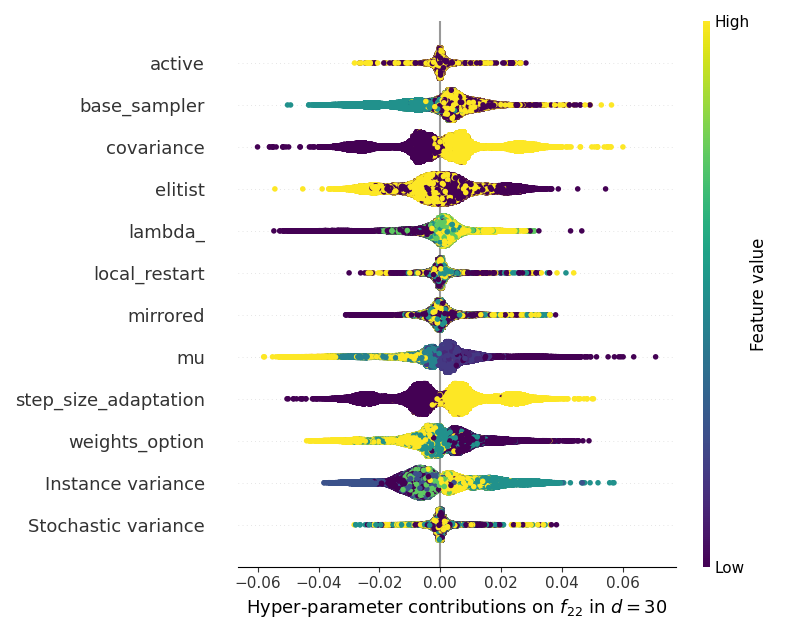 High
active
base_sampler
covariance
elitist
lambda_
local_restart
mirrored
mu
step_size_adaptation
weights_option
Instance variance
Stochastic variance
Feature value
Low
−0.06 −0.04 −0.02 0.00 0.02 0.04 0.06
Hyper-parameter contributions on $f_{22}$ in $d = 30$